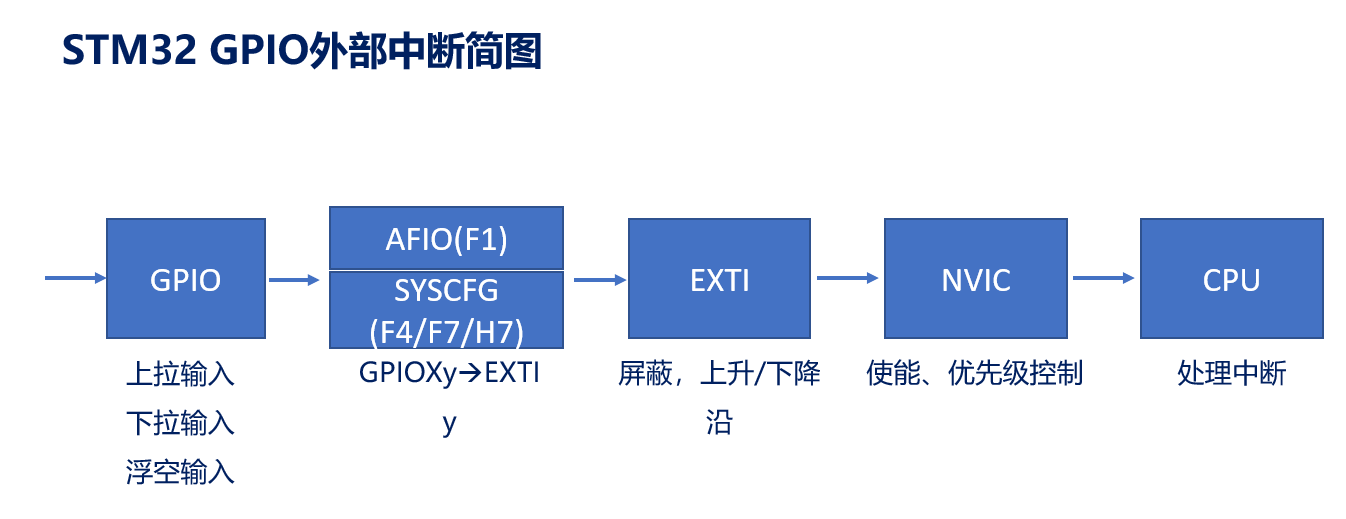 STM32 GPIO外部中断简图
GPIO
上拉输入
下拉输入
浮空输入
AFIO(F1)
SYSCFG
(F4/F7/H7)
GPIOXy→EXTI
y
EXTI
屏蔽，上升/下降
沿
NVIC
使能、优先级控制
CPU
处理中断